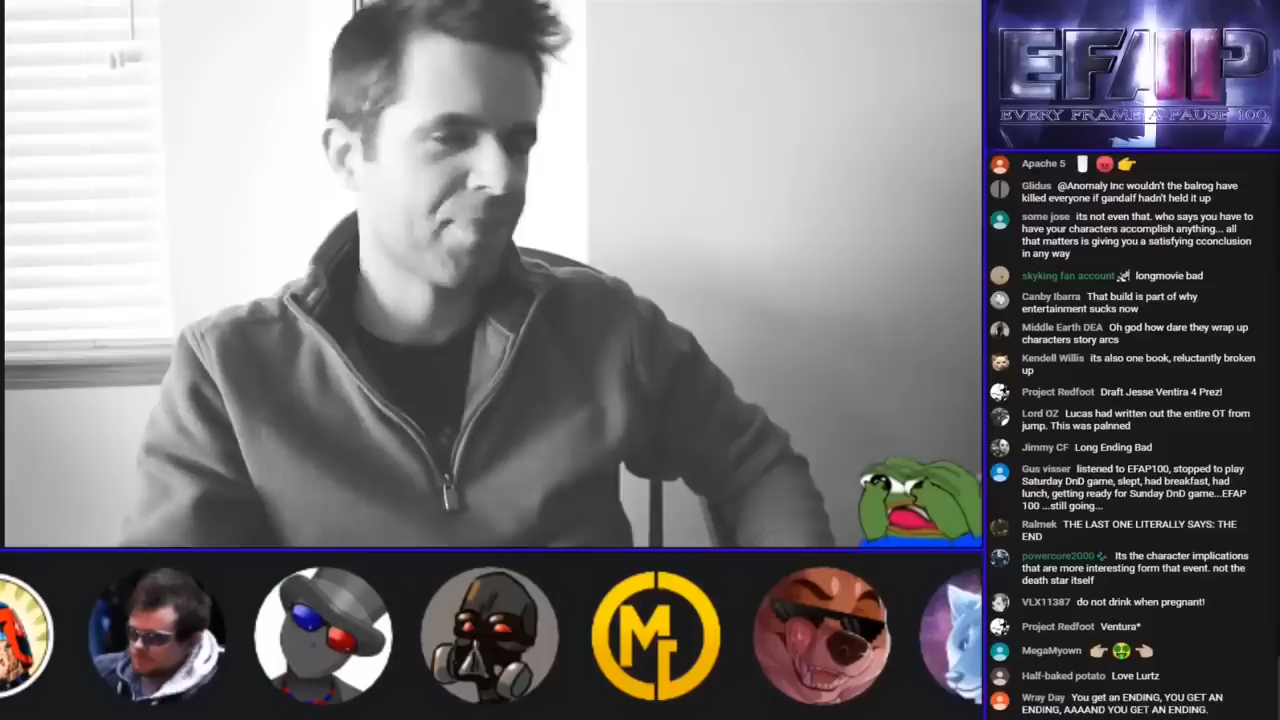 EFAP
EVERY FRAME A PAUSE 100
Apache 5 🥛 😡 👉
Glidus @Anomaly Inc wouldn't the balrog have
killed everyone if gandalf hadn't held it up
some jose its not even that. who says you have to
have your characters accomplish anything... all
that matters is giving you a satisfying cconclusion
in any way
skyking fan account longmovie bad
Canby Ibarra That build is part of why
entertainment sucks now
Middle Earth DEA Oh god how dare they wrap up
characters story arcs
Kendell Willis its also one book, reluctantly broken
up
Project Redfoot Draft Jesse Ventira 4 Prez!
Lord OZ Lucas had written out the entire OT from
jump. This was palnned
Jimmy CF Long Ending Bad
Gus visser listened to EFAP100, stopped to play
Saturday DnD game, slept, had breakfast, had
lunch, getting ready for Sunday DnD game...EFAP
100 ...still going...
Ralmek THE LAST ONE LITERALLY SAYS: THE
END
powercore2000 Its the character implications
that are more interesting form that event. not the
death star itself
VLX11387 do not drink when pregnant!
Project Redfoot Ventura*
MegaMyown 👉🏼 🤑 👈🏼
Half-baked potato Love Lurtz
Wray Day You get an ENDING, YOU GET AN
ENDING, AAAAND YOU GET AN ENDING.